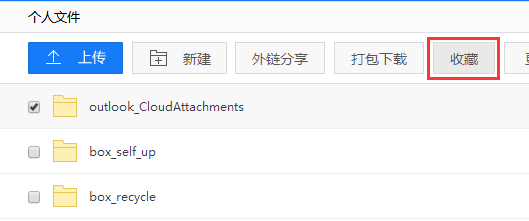 个人文件
上传 新建 外链分享 打包下载 收藏
outlook_CloudAttachments
box_self_up
box_recycle